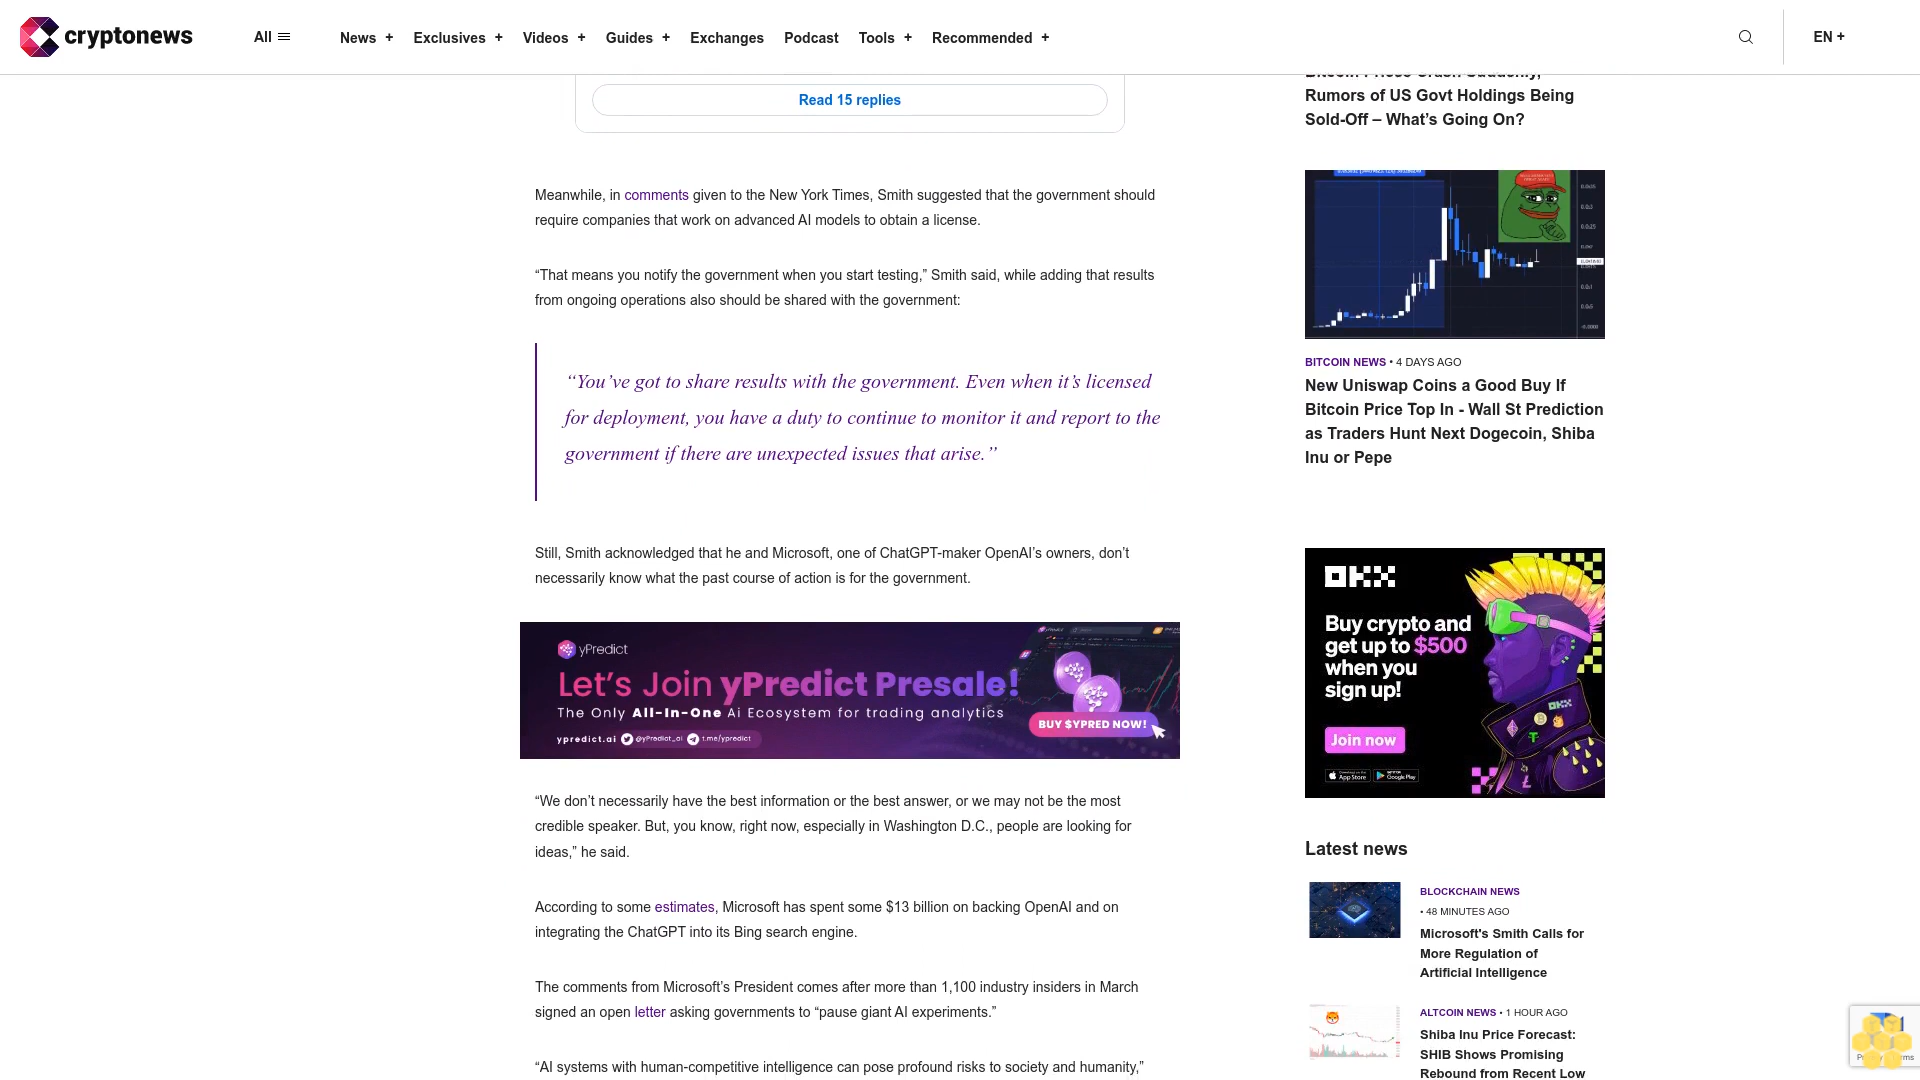 cryptonews
All
News +
Exclusives +
Videos +
Guides +
Exchanges
Podcast
Tools +
Recommended +
EN +
Read 15 replies
Meanwhile, in comments given to the New York Times, Smith suggested that the government should
require companies that work on advanced AI models to obtain a license.
“That means you notify the government when you start testing,” Smith said, while adding that results
from ongoing operations also should be shared with the government:
“You’ve got to share results with the government. Even when it’s licensed
for deployment, you have a duty to continue to monitor it and report to the
government if there are unexpected issues that arise.”
Still, Smith acknowledged that he and Microsoft, one of ChatGPT-maker OpenAI’s owners, don’t
necessarily know what the past course of action is for the government.
yPredict
Let’s Join yPredict Presale!
The Only All-In-One Ai Ecosystem for trading analytics
BUY $YPRED NOW!
ypredict.ai @yPredict_ai t.me/ypredict
“We don’t necessarily have the best information or the best answer, or we may not be the most
credible speaker. But, you know, right now, especially in Washington D.C., people are looking for
ideas,” he said.
According to some estimates, Microsoft has spent some $13 billion on backing OpenAI and on
integrating the ChatGPT into its Bing search engine.
The comments from Microsoft’s President comes after more than 1,100 industry insiders in March
signed an open letter asking governments to “pause giant AI experiments.”
“AI systems with human-competitive intelligence can pose profound risks to society and humanity,”
Bitcoin Prices Crash Suddenly,
Rumors of US Govt Holdings Being
Sold-Off – What’s Going On?
BITCOIN NEWS • 4 DAYS AGO
New Uniswap Coins a Good Buy If
Bitcoin Price Top In - Wall St Prediction
as Traders Hunt Next Dogecoin, Shiba
Inu or Pepe
OKX
Buy crypto and
get up to $500
when you
sign up!
Join now
Download on the App Store
GET IT ON Google Play
OKX
Latest news
BLOCKCHAIN NEWS
• 48 MINUTES AGO
Microsoft's Smith Calls for
More Regulation of
Artificial Intelligence
ALTCOIN NEWS • 1 HOUR AGO
Shiba Inu Price Forecast:
SHIB Shows Promising
Rebound from Recent Low